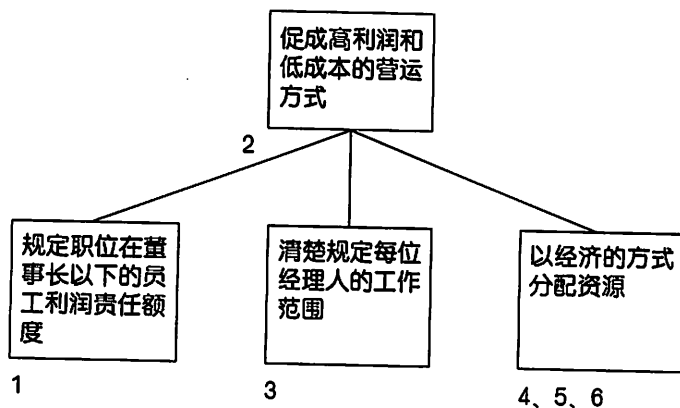 促成高利润和
低成本的营运
方式
2
规定职位在董
事长以下的员
工利润责任额
度
清楚规定每位
经理人的工作
范围
以经济的方式
分配资源
1
3
4、5、6